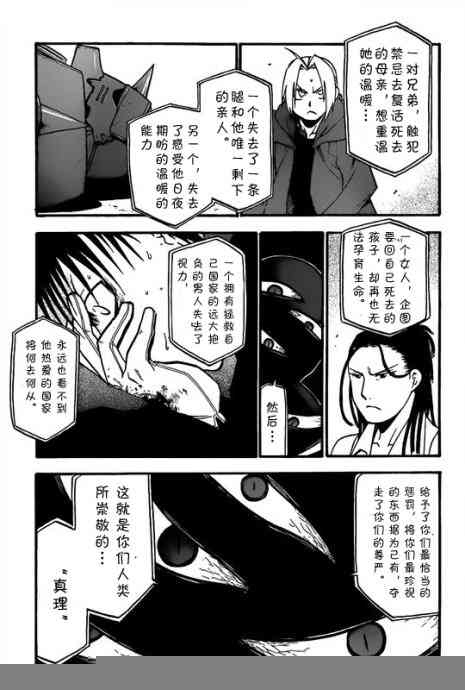 一对兄弟，触犯
禁忌去复活死去
的母亲，想重温
她的温暖…
一个失去了一条
腿和他唯一剩下
的亲人。
另一个，失去
了感受他日夜
期盼的温暖的
能力
一个女人，企图
要回自己死去的
孩子，却再也无
法孕育生命。
一个拥有拯救自
己国家的远大抱
负的男人失去了
视力，
永远也看不到
他热爱的国家
将何去何从。
然后…
给予了你们最恰当的
惩罚，将你们最珍视
的东西据为己有，夺
走了你们的尊严。
这就是你们人类
所崇敬的…
“真理”